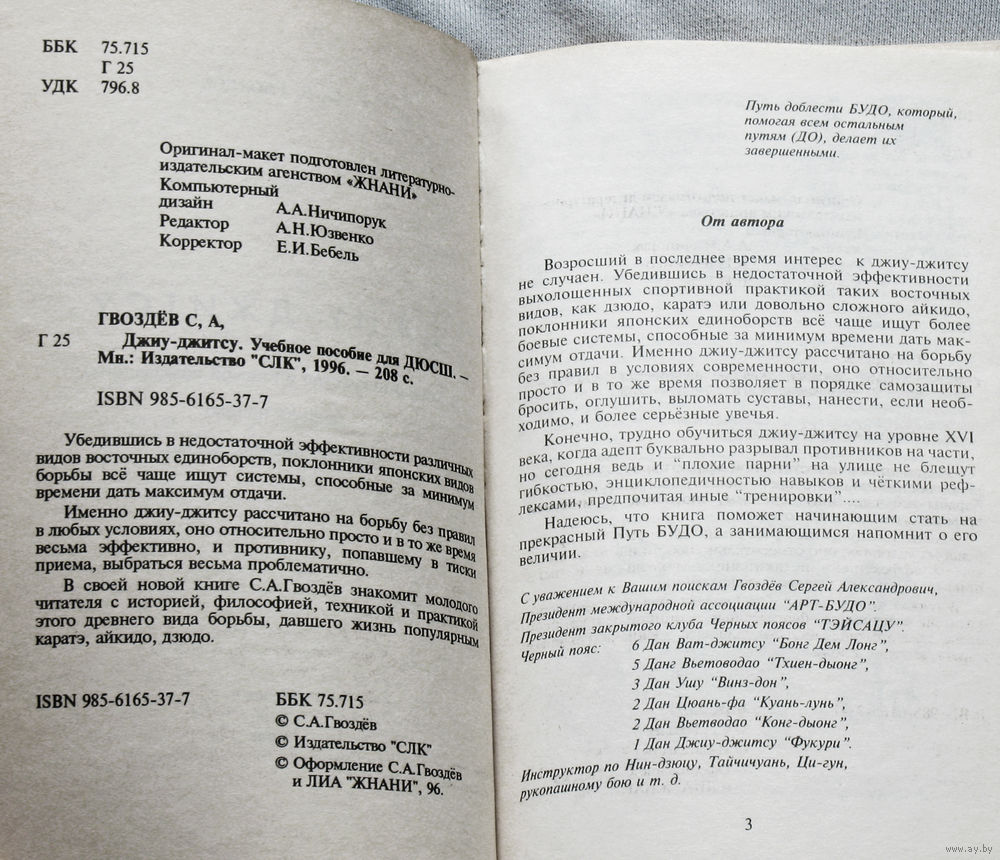 ББК 75.715
Г 25
УДК 796.8
Оригинал-макет подготовлен литературно-
издательским агенством «ЖНАНИ»
Компьютерный
дизайн А.А.Ничипорук
Редактор А.Н.Юзвенко
Корректор Е.И.Бебель
ГВОЗДЁВ С, А,
Г 25 Джиу-джитсу. Учебное пособие для ДЮСШ. –
Мн.: Издательство "СЛК", 1996. — 208 с.
ISBN 985-6165-37-7
Убедившись в недостаточной эффективности различных
видов восточных единоборств, поклонники японских видов
борьбы всё чаще ищут системы, способные за минимум
времени дать максимум отдачи.
Именно джиу-джитсу рассчитано на борьбу без правил
в любых условиях, оно относительно просто и в то же время
весьма эффективно, и противнику, попавшему в тиски
приема, выбраться весьма проблематично.
В своей новой книге С.А.Гвоздёв знакомит молодого
читателя с историей, философией, техникой и практикой
этого древнего вида борьбы, давшего жизнь популярным
каратэ, айкидо, дзюдо.
ISBN 985-6165-37-7 ББК 75.715
© С.А.Гвоздёв
© Издательство "СЛК"
© Оформление С.А.Гвоздёв
и ЛИА "ЖНАНИ", 96.
Путь доблести БУДО, который,
помогая всем остальным
путям (ДО), делает их
завершенными.
От автора
Возросший в последнее время интерес к джиу-джитсу
не случаен. Убедившись в недостаточной эффективности
выхолощенных спортивной практикой таких восточных
видов, как дзюдо, каратэ или довольно сложного айкидо,
поклонники японских единоборств всё чаще ищут более
боевые системы, способные за минимум времени дать мак-
симум отдачи. Именно джиу-джитсу рассчитано на борьбу
без правил в условиях современности, оно относительно
просто и в то же время позволяет в порядке самозащиты
бросить, оглушить, выломать суставы, нанести, если необ-
ходимо, и более серьёзные увечья.
Конечно, трудно обучиться джиу-джитсу на уровне XVI
века, когда адепт буквально разрывал противников на части,
но сегодня ведь и “плохие парни” на улице не блещут
гибкостью, энциклопедичностью навыков и чёткими реф-
лексами, предпочитая иные “тренировки”....
Надеюсь, что книга поможет начинающим стать на
прекрасный Путь БУДО, а занимающимся напомнит о его
величии.
С уважением к Вашим поискам Гвоздёв Сергей Александрович,
Президент международной ассоциации “АРТ-БУДО”.
Президент закрытого клуба Черных поясов “ТЭЙСАЦУ”.
Черный пояс: 6 Дан Ват-джитсу “Бонг Дем Лонг”,
5 Данг Вьетоводао “Тхиен-дыонг”,
3 Дан Ушу “Винз-дон”,
2 Дан Цюань-фа “Куань-лунь”,
2 Дан Вьетводао “Конг-дыонг”,
1 Дан Джиу-джитсу “Фукури”.
Инструктор по Нин-дзюцу, Тайчичуань, Ци-гун,
рукопашному бою и т. д.
3
www.ay.by